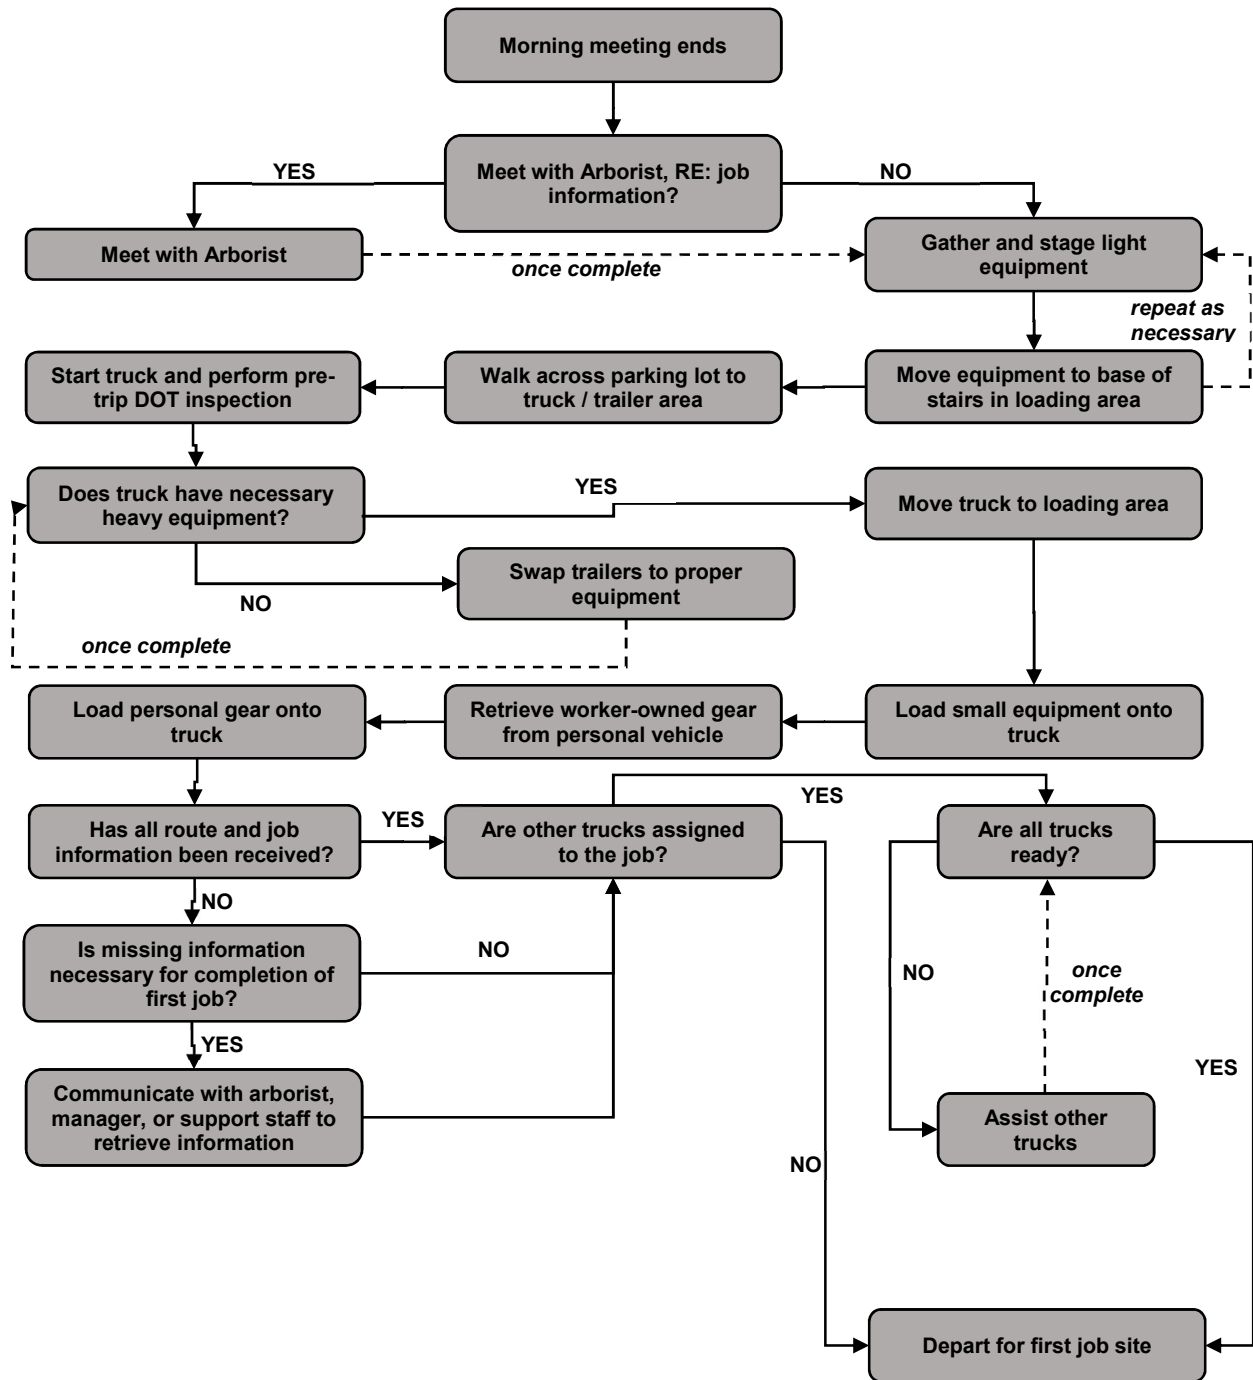 Morning meeting ends
YES
Meet with Arborist, RE: job
information?
NO
Meet with Arborist
once complete
Gather and stage light
equipment
repeat as
necessary
Start truck and perform pre-
trip DOT inspection
Walk across parking lot to
truck / trailer area
Move equipment to base of
stairs in loading area
Does truck have necessary
heavy equipment?
YES
Move truck to loading area
NO
Swap trailers to proper
equipment
once complete
Load personal gear onto
truck
Retrieve worker-owned gear
from personal vehicle
Load small equipment onto
truck
Has all route and job
information been received?
YES
Are other trucks assigned
to the job?
YES
Are all trucks
ready?
NO
Is missing information
necessary for completion of
first job?
NO
NO
once
complete
YES
YES
Communicate with arborist,
manager, or support staff to
retrieve information
Assist other
trucks
NO
Depart for first job site